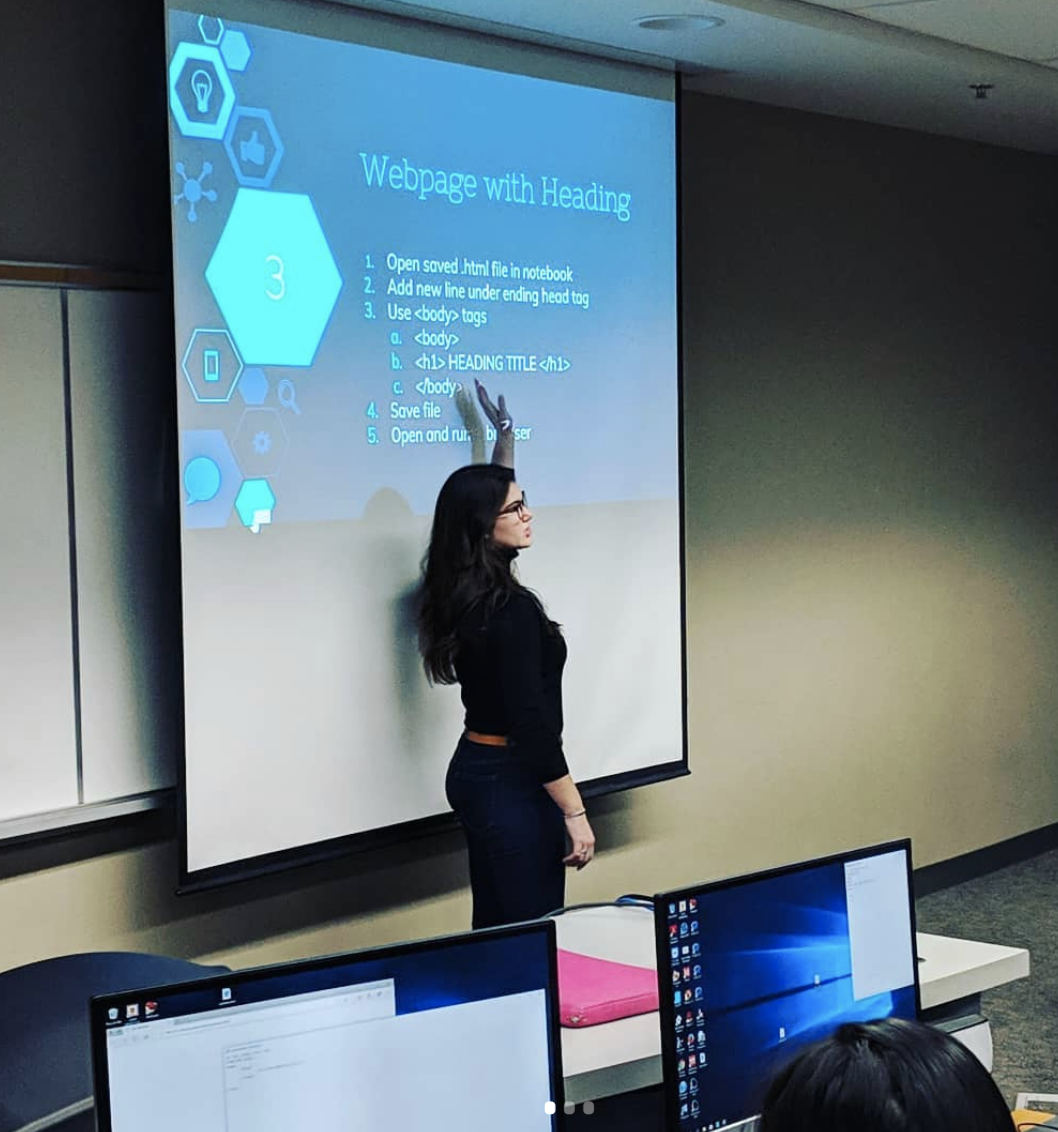 Webpage with Heading
3
1. Open saved .html file in notebook
2. Add new line under ending head tag
3. Use <body> tags
a. <body>
b. <h1> HEADING TITLE </h1>
c. </body>
4. Save file
5. Open and run